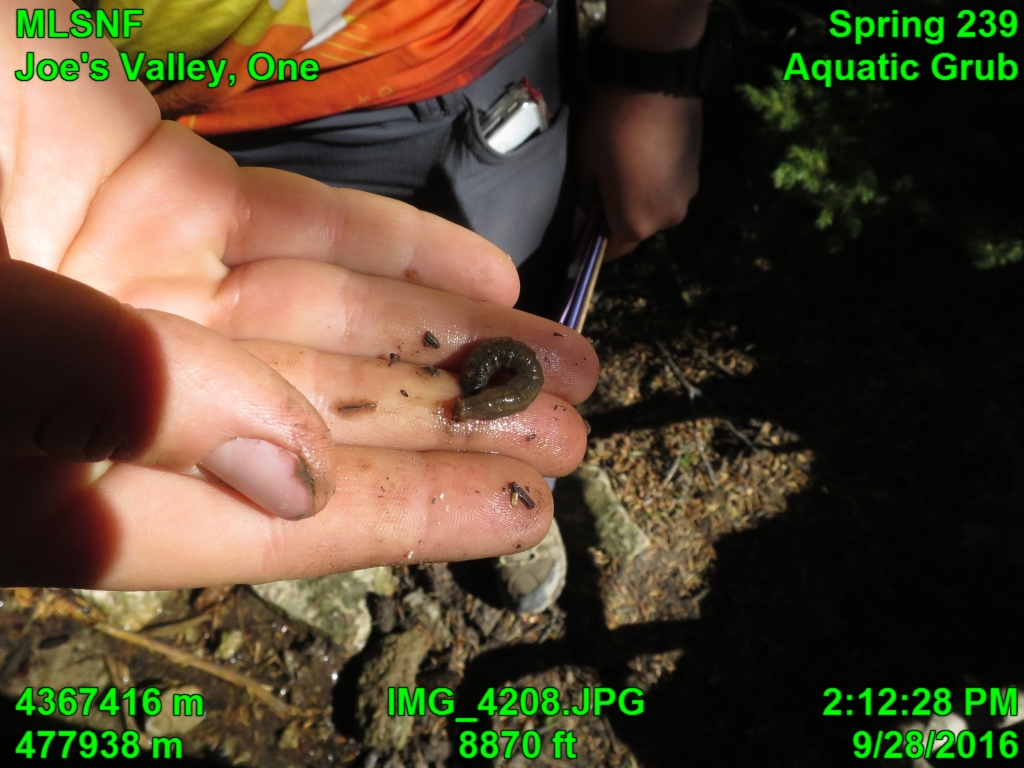 MLSNF
Joe's Valley, One
Spring 239
Aquatic Grub
4367416 m
477938 m
IMG_4208.JPG
8870 ft
2:12:28 PM
9/28/2016